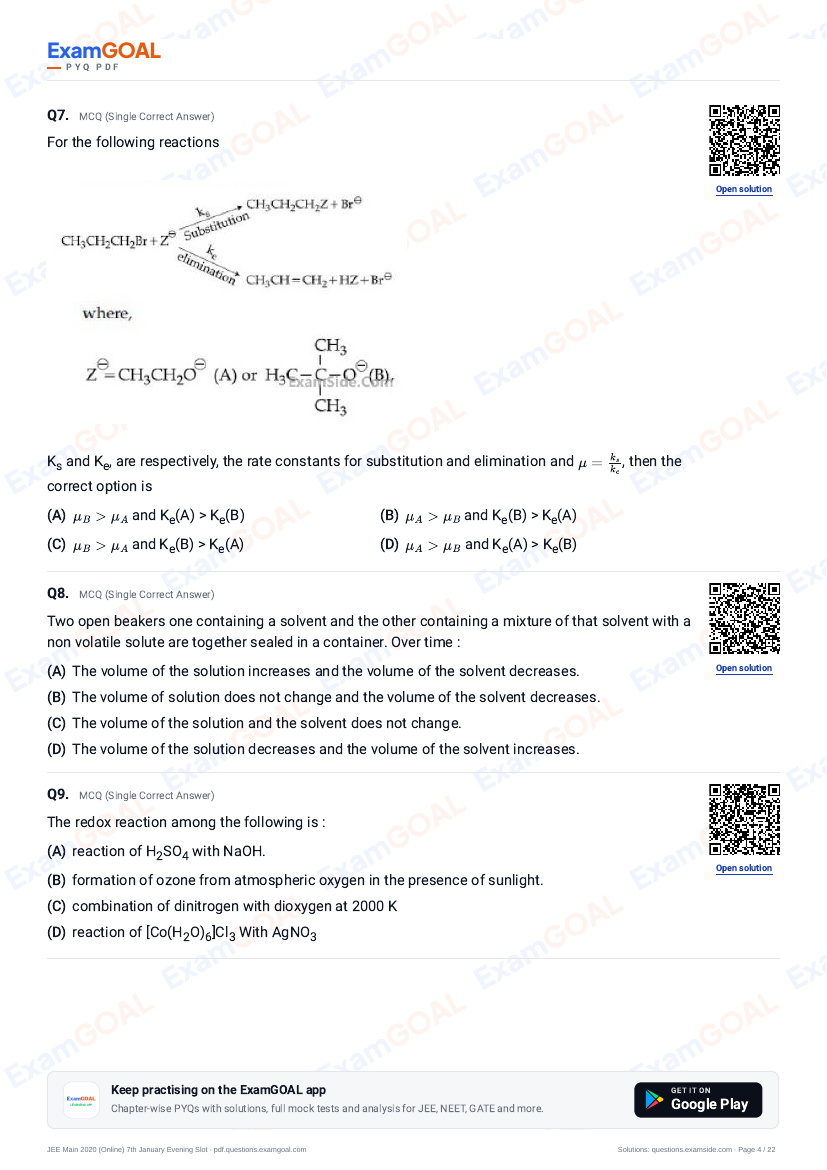 ExamGOAL
PYQ PDF
Q7. MCQ (Single Correct Answer)
For the following reactions
Open solution
CH₃CH₂CH₂Br + Z⊖
kₛ
Substitution
CH₃CH₂CH₂Z + Br⊖
kₑ
elimination
CH₃CH=CH₂ + HZ + Br⊖
where,
CH₃
Z⊖ = CH₃CH₂O⊖ (A) or H₃C–C–O⊖(B),
ExamSide.Com
CH₃
Kₛ and Kₑ, are respectively, the rate constants for substitution and elimination and μ = kₛ/kₑ, then the
correct option is
(A) μB > μA and Kₑ(A) > Kₑ(B)
(B) μA > μB and Kₑ(B) > Kₑ(A)
(C) μB > μA and Kₑ(B) > Kₑ(A)
(D) μA > μB and Kₑ(A) > Kₑ(B)
Q8. MCQ (Single Correct Answer)
Two open beakers one containing a solvent and the other containing a mixture of that solvent with a
non volatile solute are together sealed in a container. Over time :
Open solution
(A) The volume of the solution increases and the volume of the solvent decreases.
(B) The volume of solution does not change and the volume of the solvent decreases.
(C) The volume of the solution and the solvent does not change.
(D) The volume of the solution decreases and the volume of the solvent increases.
Q9. MCQ (Single Correct Answer)
The redox reaction among the following is :
(A) reaction of H₂SO₄ with NaOH.
Open solution
(B) formation of ozone from atmospheric oxygen in the presence of sunlight.
(C) combination of dinitrogen with dioxygen at 2000 K
(D) reaction of [Co(H₂O)₆]Cl₃ With AgNO₃
ExamGOAL
Keep practising on the ExamGOAL app
Chapter-wise PYQs with solutions, full mock tests and analysis for JEE, NEET, GATE and more.
GET IT ON
Google Play
JEE Main 2020 (Online) 7th January Evening Slot · pdf.questions.examgoal.com
Solutions: questions.examside.com · Page 4 / 22